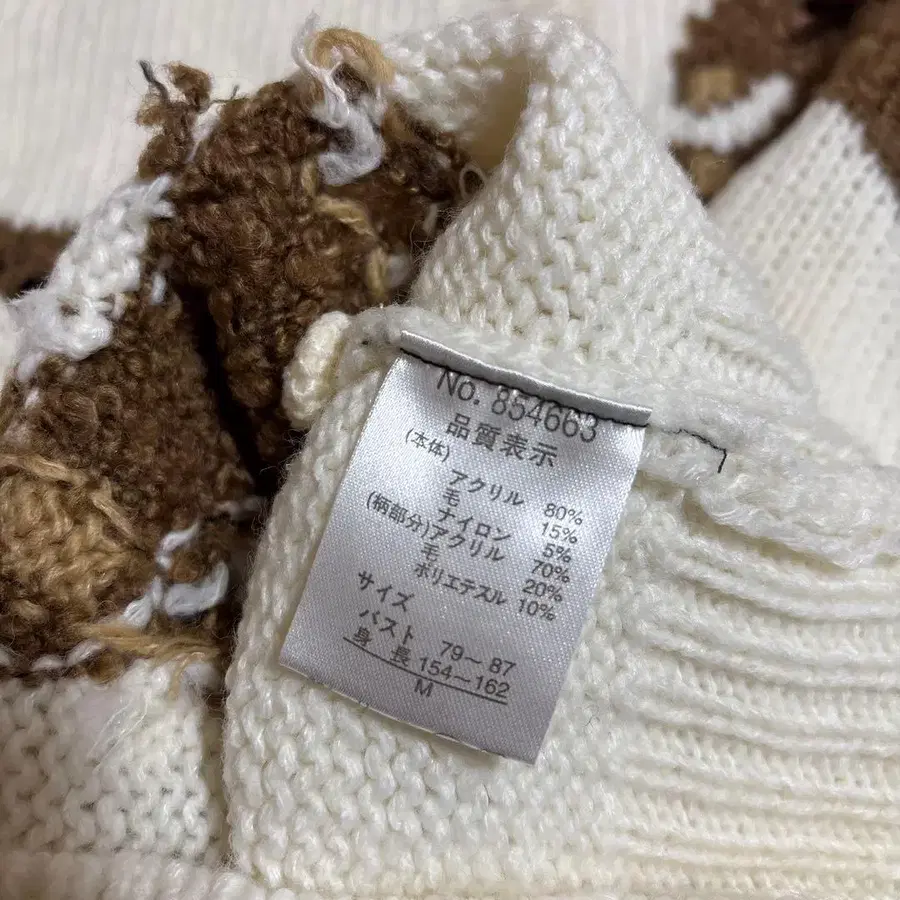 No. 854663
品質表示
(本体)
アクリル 80%
毛 15%
ナイロン 5%
(柄部分)アクリル 70%
毛 20%
ポリエテスル 10%
サイズ
バスト 79～87
身長 154～162
M